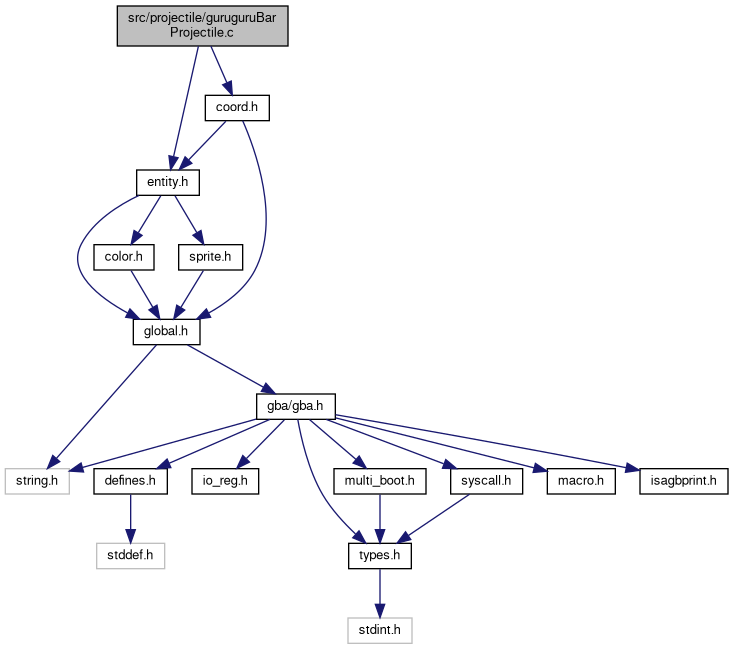 src/projectile/guruguruBar
Projectile.c
coord.h
entity.h
color.h
sprite.h
global.h
gba/gba.h
string.h
defines.h
io_reg.h
multi_boot.h
syscall.h
macro.h
isagbprint.h
stddef.h
types.h
stdint.h